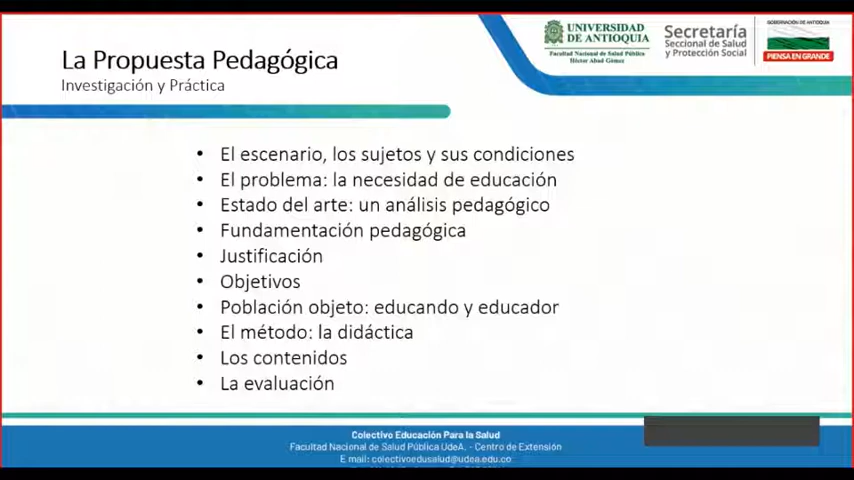 La Propuesta Pedagógica
Investigación y Práctica
UNIVERSIDAD
DE ANTIOQUIA
Facultad Nacional de Salud Pública
Héctor Abad Gómez
Secretaría
Seccional de Salud
y Protección Social
GOBERNACIÓN DE ANTIOQUIA
PIENSA EN GRANDE
• El escenario, los sujetos y sus condiciones
• El problema: la necesidad de educación
• Estado del arte: un análisis pedagógico
• Fundamentación pedagógica
• Justificación
• Objetivos
• Población objeto: educando y educador
• El método: la didáctica
• Los contenidos
• La evaluación
Colectivo Educación Para la Salud
Facultad Nacional de Salud Pública UdeA. - Centro de Extensión
E mail: colectivoedusalud@udea.edu.co